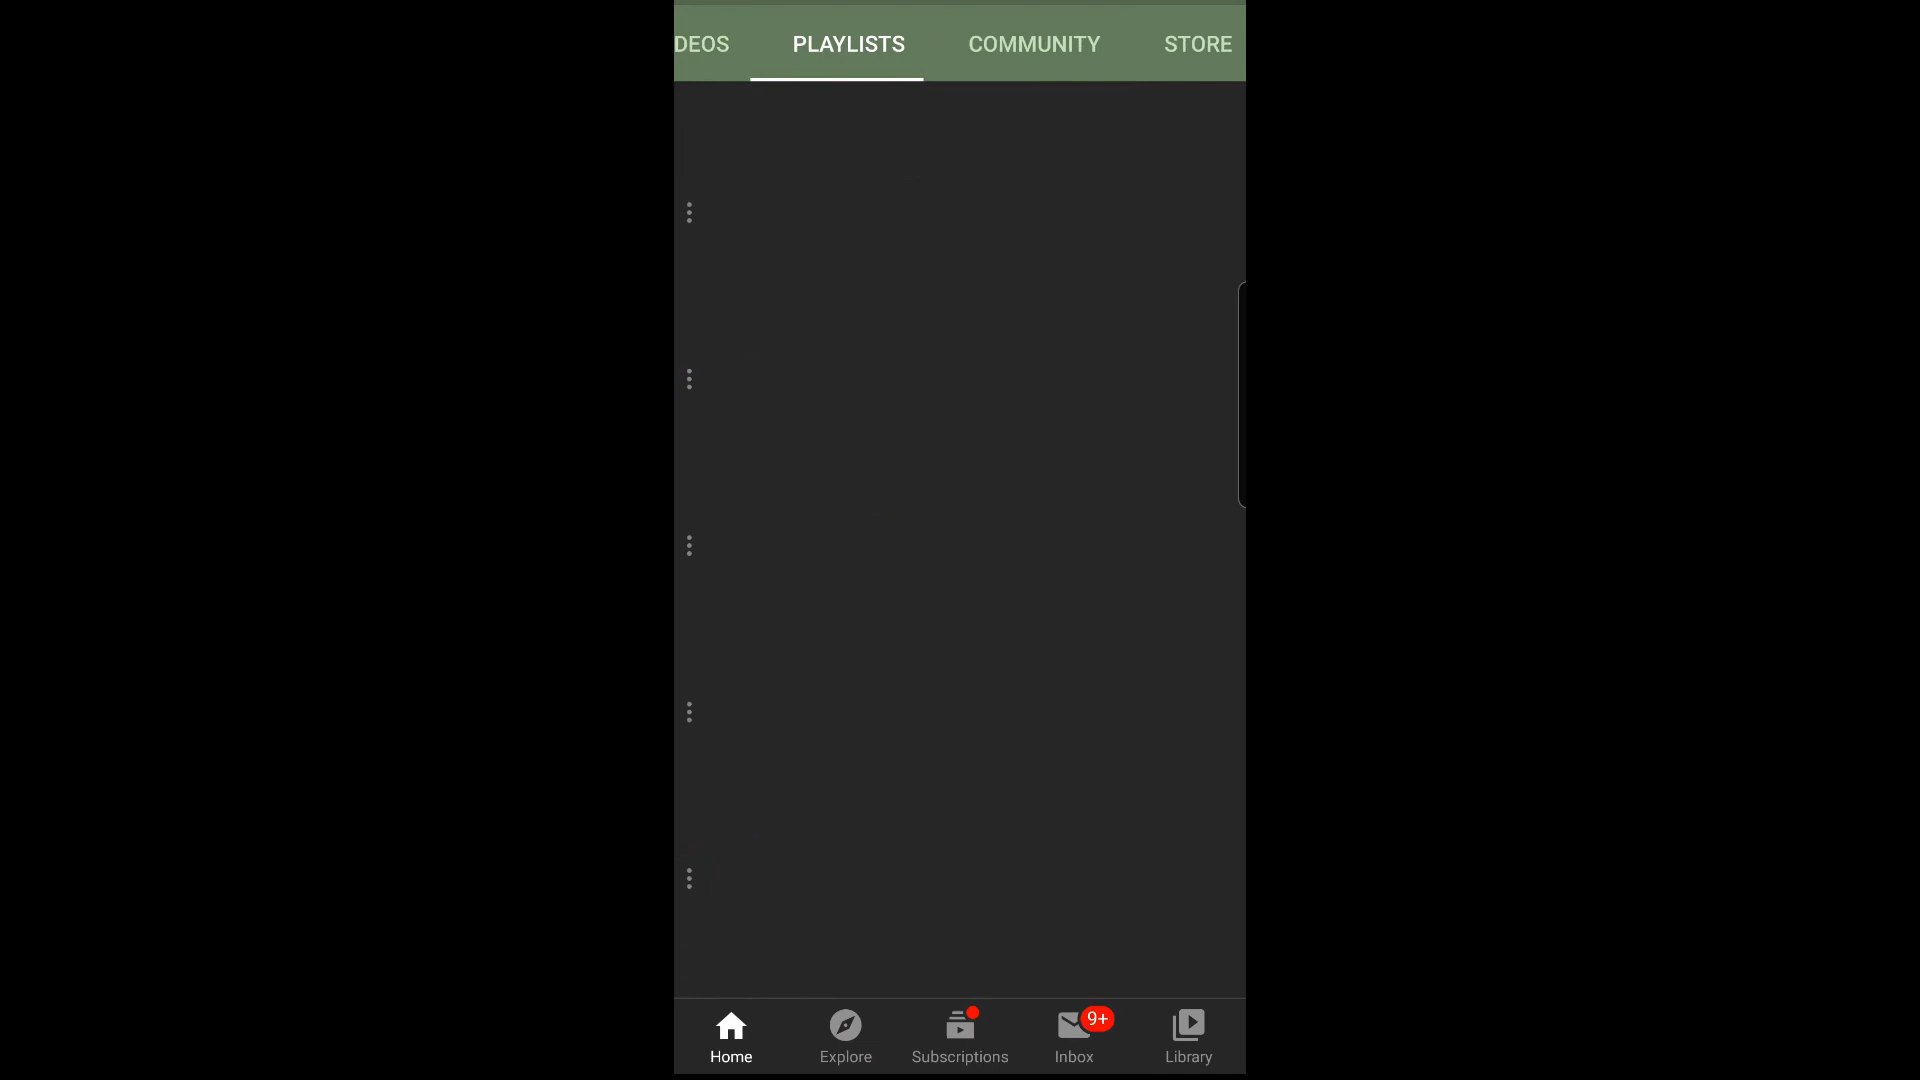 DEOS PLAYLISTS COMMUNITY STORE
9+
Home Explore Subscriptions Inbox Library